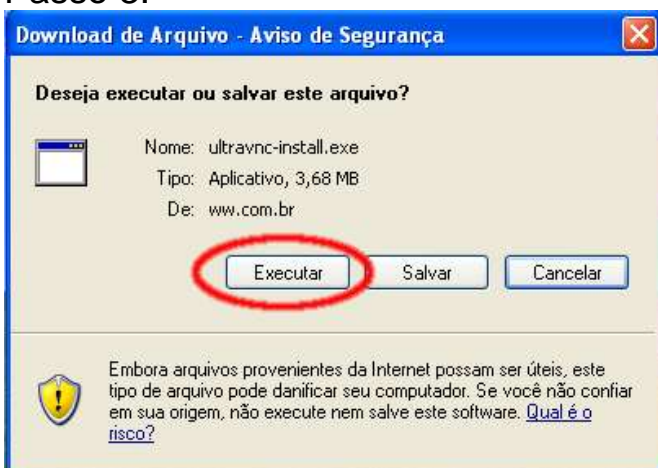 Download de Arquivo - Aviso de Segurança
Deseja executar ou salvar este arquivo?
Nome: ultravnc-install.exe
Tipo: Aplicativo, 3,68 MB
De: ww.com.br
Executar Salvar Cancelar
Embora arquivos provenientes da Internet possam ser úteis, este
tipo de arquivo pode danificar seu computador. Se você não confiar
em sua origem, não execute nem salve este software. Qual é o
risco?